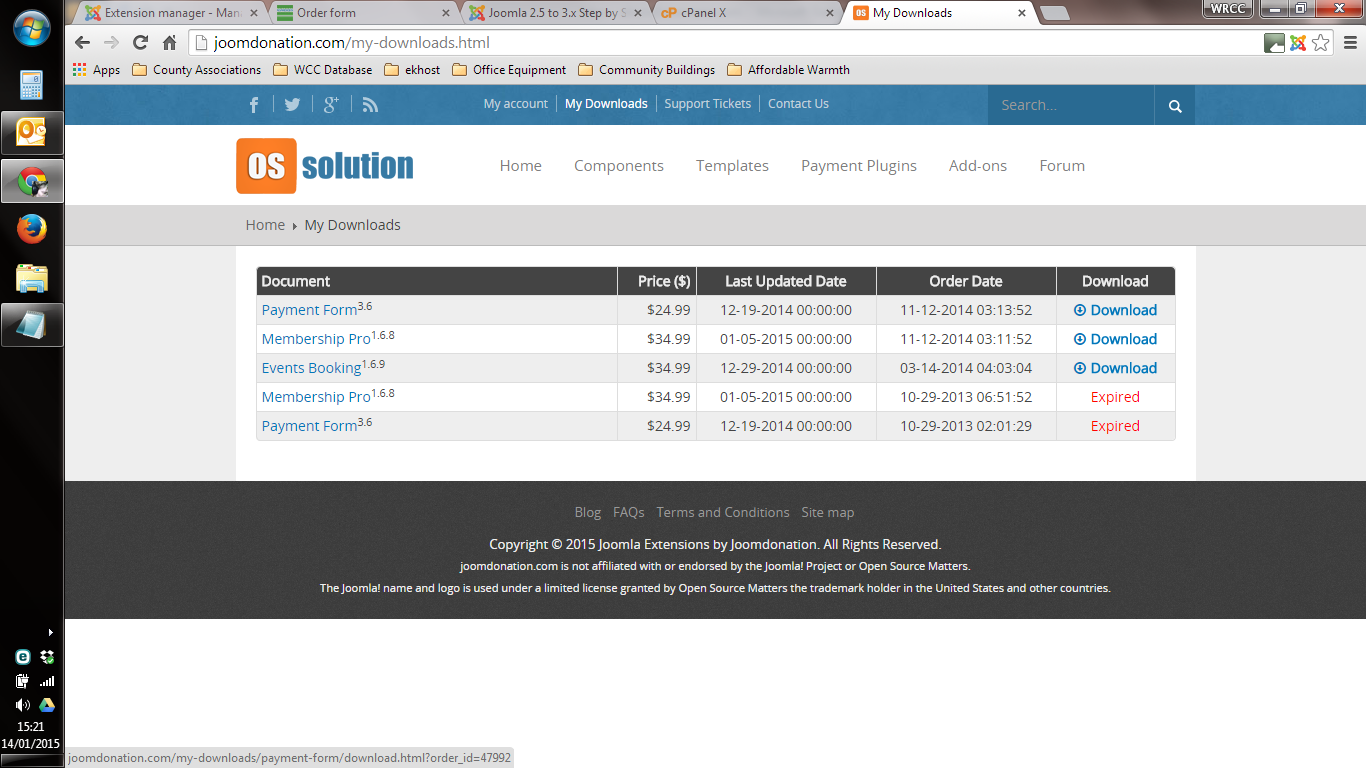 Extension manager - Man
Order form
Joomla 2.5 to 3.x Step by S
cP cPanel X
OS My Downloads
WRCC
joomdonation.com/my-downloads.html
Apps County Associations WCC Database ekhost Office Equipment Community Buildings Affordable Warmth
My account My Downloads Support Tickets Contact Us
Search...
OS solution
Home Components Templates Payment Plugins Add-ons Forum
Home My Downloads
Document Price ($) Last Updated Date Order Date Download
Payment Form3.6 $24.99 12-19-2014 00:00:00 11-12-2014 03:13:52 Download
Membership Pro1.6.8 $34.99 01-05-2015 00:00:00 11-12-2014 03:11:52 Download
Events Booking1.6.9 $34.99 12-29-2014 00:00:00 03-14-2014 04:03:04 Download
Membership Pro1.6.8 $34.99 01-05-2015 00:00:00 10-29-2013 06:51:52 Expired
Payment Form3.6 $24.99 12-19-2014 00:00:00 10-29-2013 02:01:29 Expired
Blog FAQs Terms and Conditions Site map
Copyright © 2015 Joomla Extensions by Joomdonation. All Rights Reserved.
joomdonation.com is not affiliated with or endorsed by the Joomla! Project or Open Source Matters.
The Joomla! name and logo is used under a limited license granted by Open Source Matters the trademark holder in the United States and other countries.
15:21
14/01/2015
joomdonation.com/my-downloads/payment-form/download.html?order_id=47992